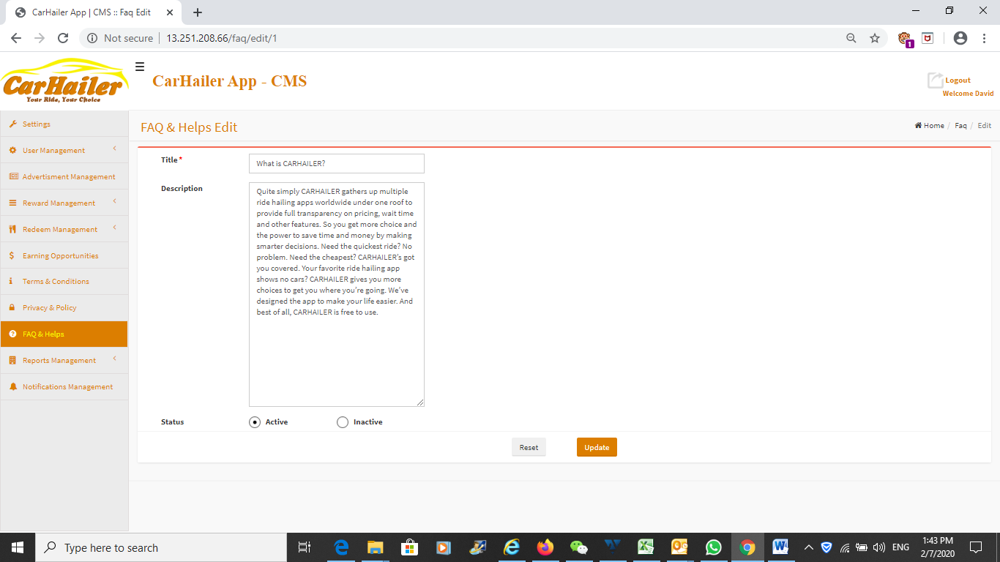 CarHailer App | CMS :: Faq Edit
Not secure
13.251.208.66/faq/edit/1
1
CarHailer
Your Ride, Your Choice
CarHailer App - CMS
Logout
Welcome David
Settings
User Management
Advertisment Management
Reward Management
Redeem Management
Earning Opportunities
Terms & Conditions
Privacy & Policy
FAQ & Helps
Reports Management
Notifications Management
FAQ & Helps Edit
Home / Faq / Edit
Title *
What is CARHAILER?
Description
Quite simply CARHAILER gathers up multiple
ride hailing apps worldwide under one roof to
provide full transparency on pricing, wait time
and other features. So you get more choice and
the power to save time and money by making
smarter decisions. Need the quickest ride? No
problem. Need the cheapest? CARHAILER's got
you covered. Your favorite ride hailing app
shows no cars? CARHAILER gives you more
choices to get you where you're going. We've
designed the app to make your life easier. And
best of all, CARHAILER is free to use.
Status
Active
Inactive
Reset
Update
Type here to search
ENG
1:43 PM
2/7/2020